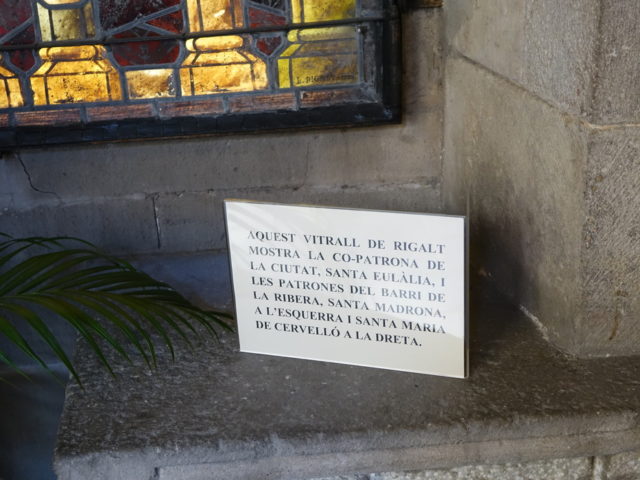 AQUEST VITRALL DE RIGALT
MOSTRA LA CO-PATRONA DE
LA CIUTAT, SANTA EULÀLIA, I
LES PATRONES DEL BARRI DE
LA RIBERA, SANTA MADRONA,
A L'ESQUERRA I SANTA MARIA
DE CERVELLÓ A LA DRETA.